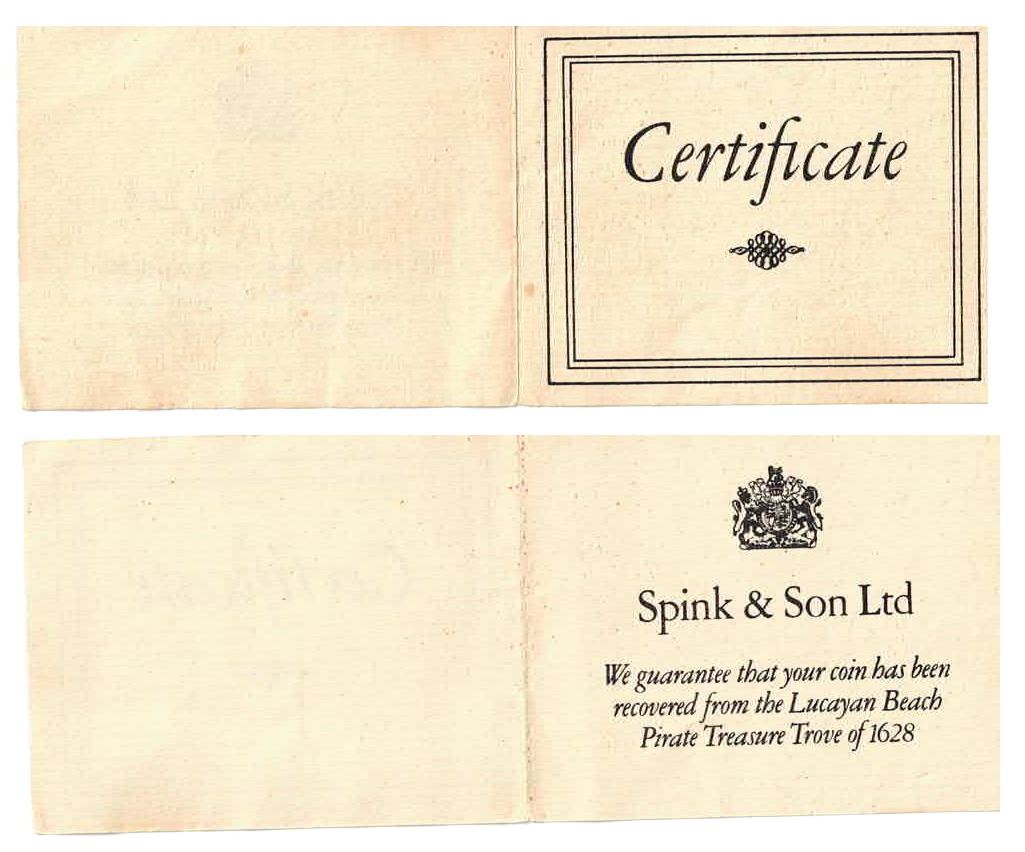 Certificate
Spink & Son Ltd
We guarantee that your coin has been
recovered from the Lucayan Beach
Pirate Treasure Trove of 1628